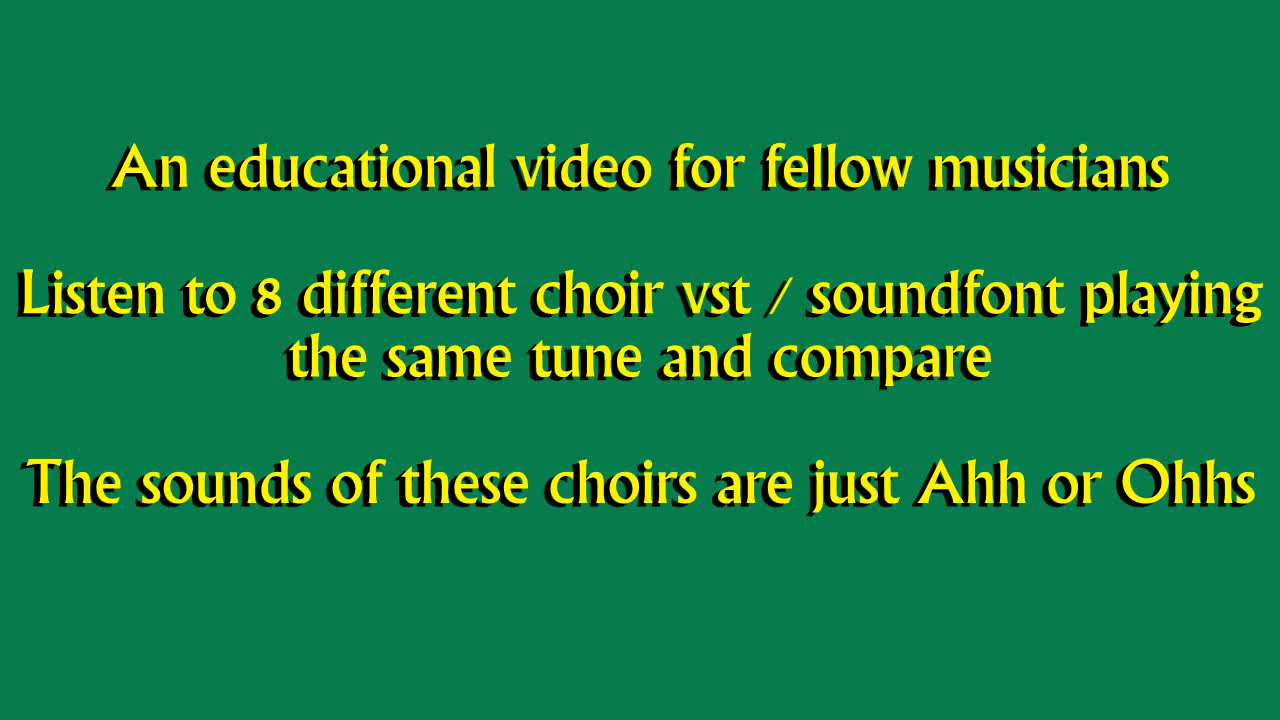 An educational video for fellow musicians
Listen to 8 different choir vst / soundfont playing
the same tune and compare
The sounds of these choirs are just Ahh or Ohhs